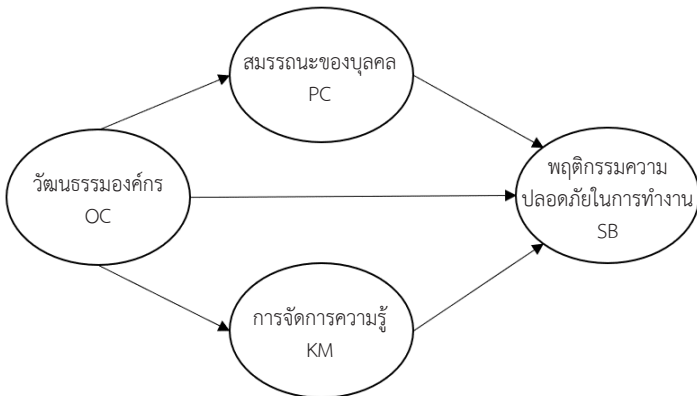 สมรรถนะของบุลคล
PC
วัฒนธรรมองค์กร
OC
พฤติกรรมความ
ปลอดภัยในการทำงาน
SB
การจัดการความรู้
KM